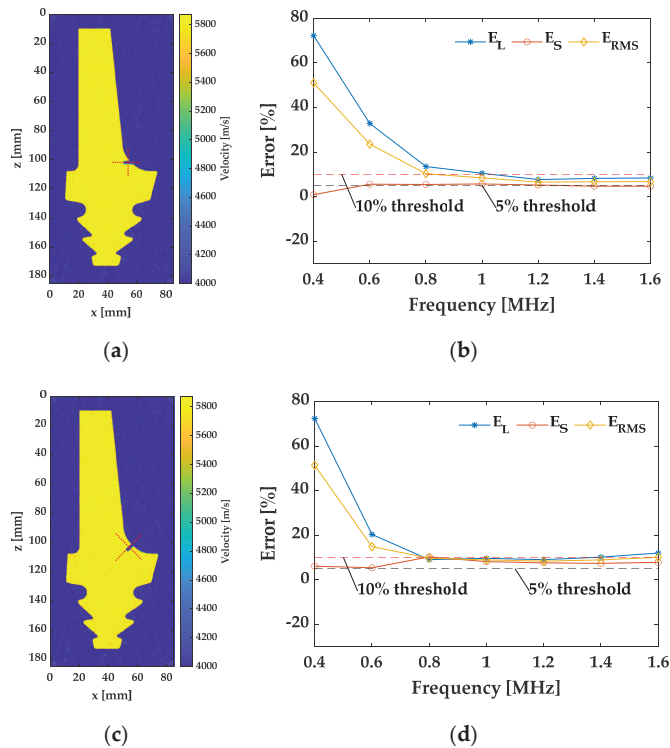 0
20
40
60
80
100
120
140
160
180
z [mm]
0 20 40 60 80
x [mm]
5800
5600
5400
5200
5000
4800
4600
4400
4200
4000
Velocity [m/s]
(a)
80
60
40
20
0
-20
Error [%]
E_L E_S E_RMS
10% threshold 5% threshold
0.4 0.6 0.8 1 1.2 1.4 1.6
Frequency [MHz]
(b)
0
20
40
60
80
100
120
140
160
180
z [mm]
0 20 40 60 80
x [mm]
5800
5600
5400
5200
5000
4800
4600
4400
4200
4000
Velocity [m/s]
(c)
80
60
40
20
0
-20
Error [%]
E_L E_S E_RMS
10% threshold 5% threshold
0.4 0.6 0.8 1 1.2 1.4 1.6
Frequency [MHz]
(d)